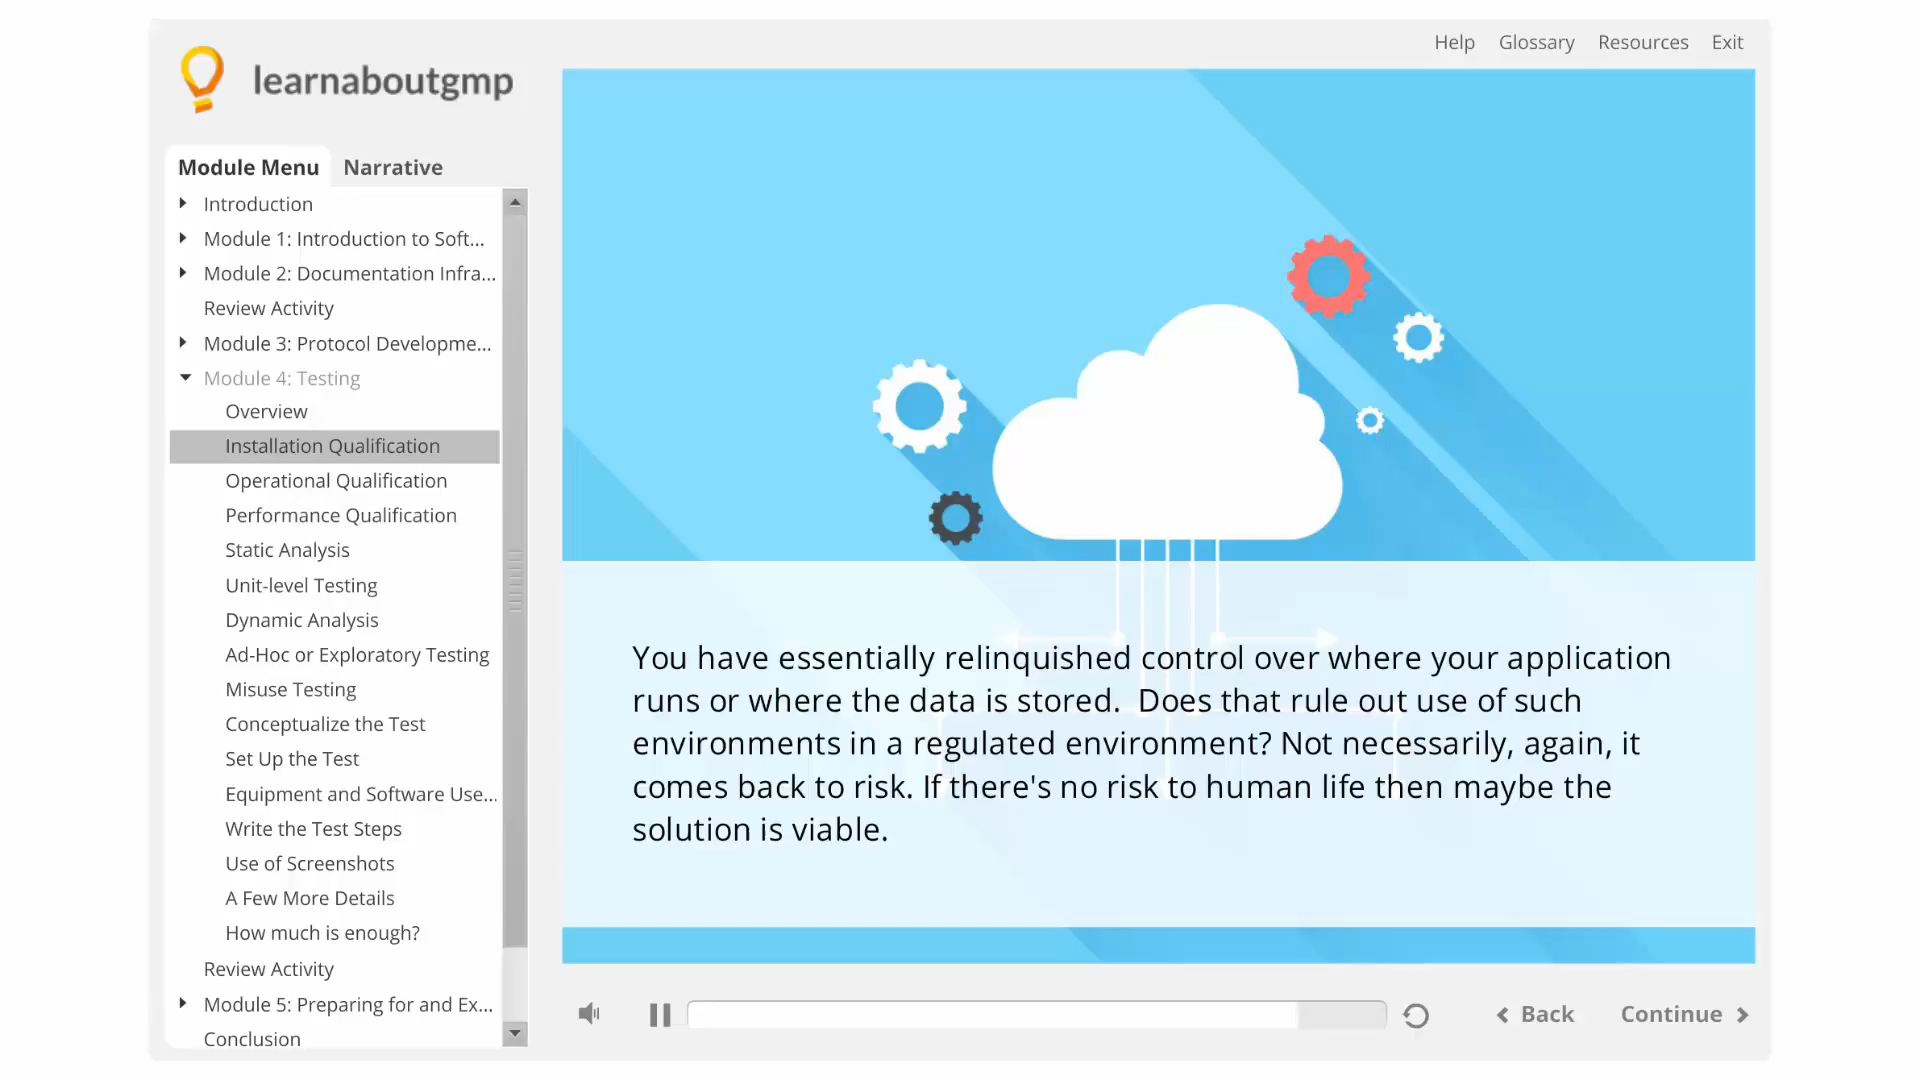 Help Glossary Resources Exit
learnaboutgmp
Module Menu Narrative
Introduction
Module 1: Introduction to Soft...
Module 2: Documentation Infra...
Review Activity
Module 3: Protocol Developme...
Module 4: Testing
Overview
Installation Qualification
Operational Qualification
Performance Qualification
Static Analysis
Unit-level Testing
Dynamic Analysis
Ad-Hoc or Exploratory Testing
Misuse Testing
Conceptualize the Test
Set Up the Test
Equipment and Software Use...
Write the Test Steps
Use of Screenshots
A Few More Details
How much is enough?
Review Activity
Module 5: Preparing for and Ex...
Conclusion
You have essentially relinquished control over where your application
runs or where the data is stored.  Does that rule out use of such
environments in a regulated environment? Not necessarily, again, it
comes back to risk. If there's no risk to human life then maybe the
solution is viable.
Back Continue